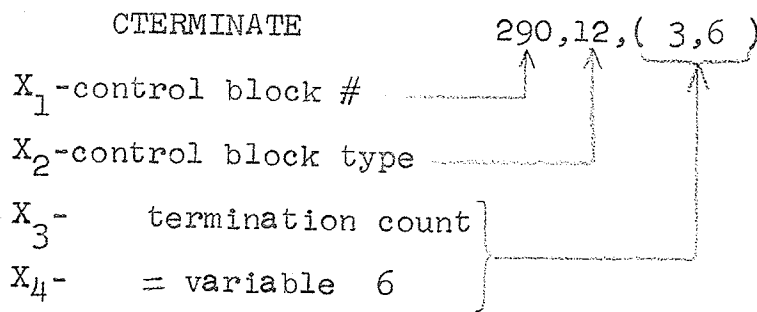 CTERMINATE 290,12,( 3,6 )
X1-control block #
X2-control block type
X3- termination count
X4- = variable 6